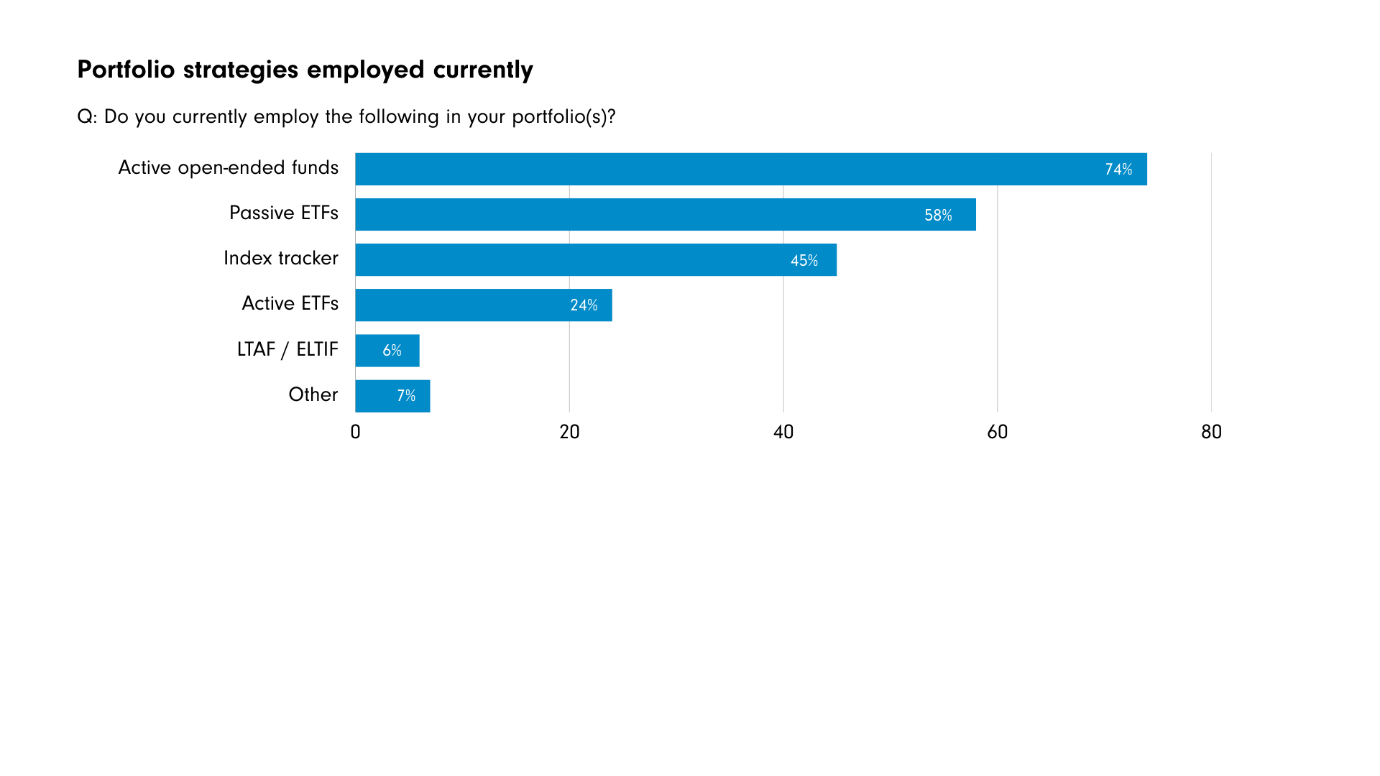 Portfolio strategies employed currently
Q: Do you currently employ the following in your portfolio(s)?
Active open-ended funds 74%
Passive ETFs 58%
Index tracker 45%
Active ETFs 24%
LTAF / ELTIF 6%
Other 7%
0 20 40 60 80